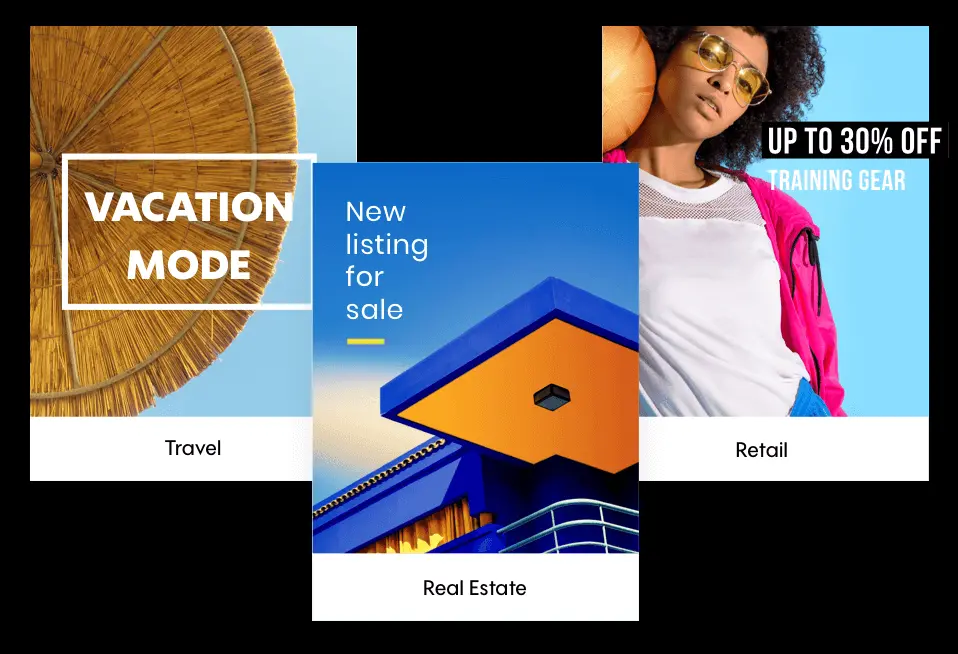 VACATION
MODE
Travel
New
listing
for
sale
Real Estate
UP TO 30% OFF
TRAINING GEAR
Retail